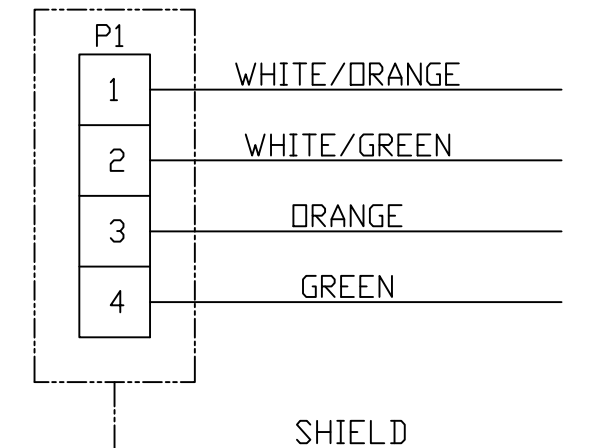 P1
1 WHITE/ORANGE
2 WHITE/GREEN
3 ORANGE
4 GREEN
SHIELD